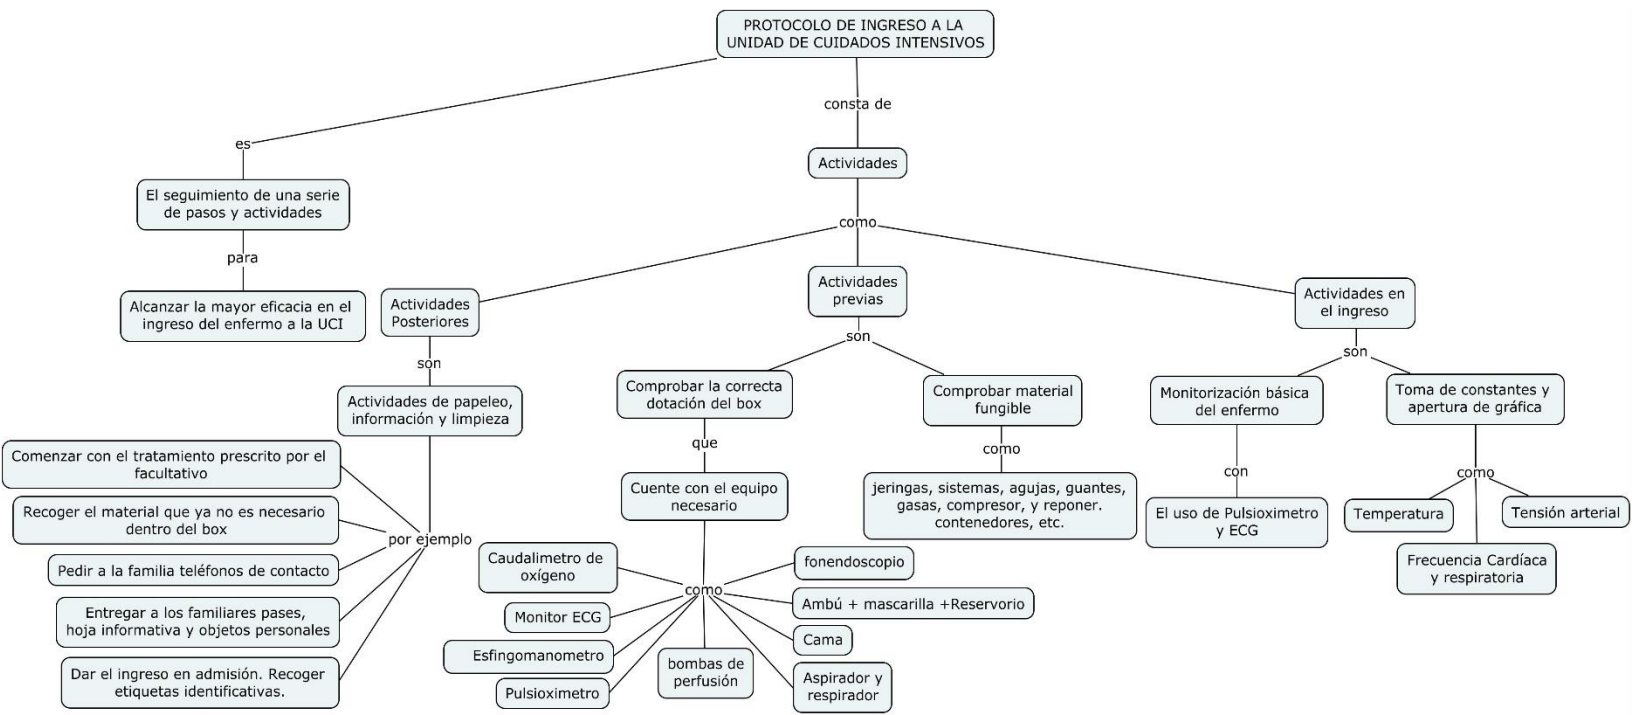 PROTOCOLO DE INGRESO A LA
UNIDAD DE CUIDADOS INTENSIVOS
es
El seguimiento de una serie
de pasos y actividades
para
Alcanzar la mayor eficacia en el
ingreso del enfermo a la UCI
consta de
Actividades
como
Actividades
Posteriores
son
Actividades de papeleo,
información y limpieza
por ejemplo
Comenzar con el tratamiento prescrito por el
facultativo
Recoger el material que ya no es necesario
dentro del box
Pedir a la familia teléfonos de contacto
Entregar a los familiares pases,
hoja informativa y objetos personales
Dar el ingreso en admisión. Recoger
etiquetas identificativas.
Actividades
previas
son
Comprobar la correcta
dotación del box
que
Cuente con el equipo
necesario
como
Caudalimetro de
oxígeno
Monitor ECG
Esfingomanometro
Pulsioximetro
bombas de
perfusión
fonendoscopio
Ambú + mascarilla +Reservorio
Cama
Aspirador y
respirador
Comprobar material
fungible
como
jeringas, sistemas, agujas, guantes,
gasas, compresor, y reponer.
contenedores, etc.
Actividades en
el ingreso
son
Monitorización básica
del enfermo
con
El uso de Pulsioximetro
y ECG
Toma de constantes y
apertura de gráfica
como
Temperatura
Frecuencia Cardíaca
y respiratoria
Tensión arterial